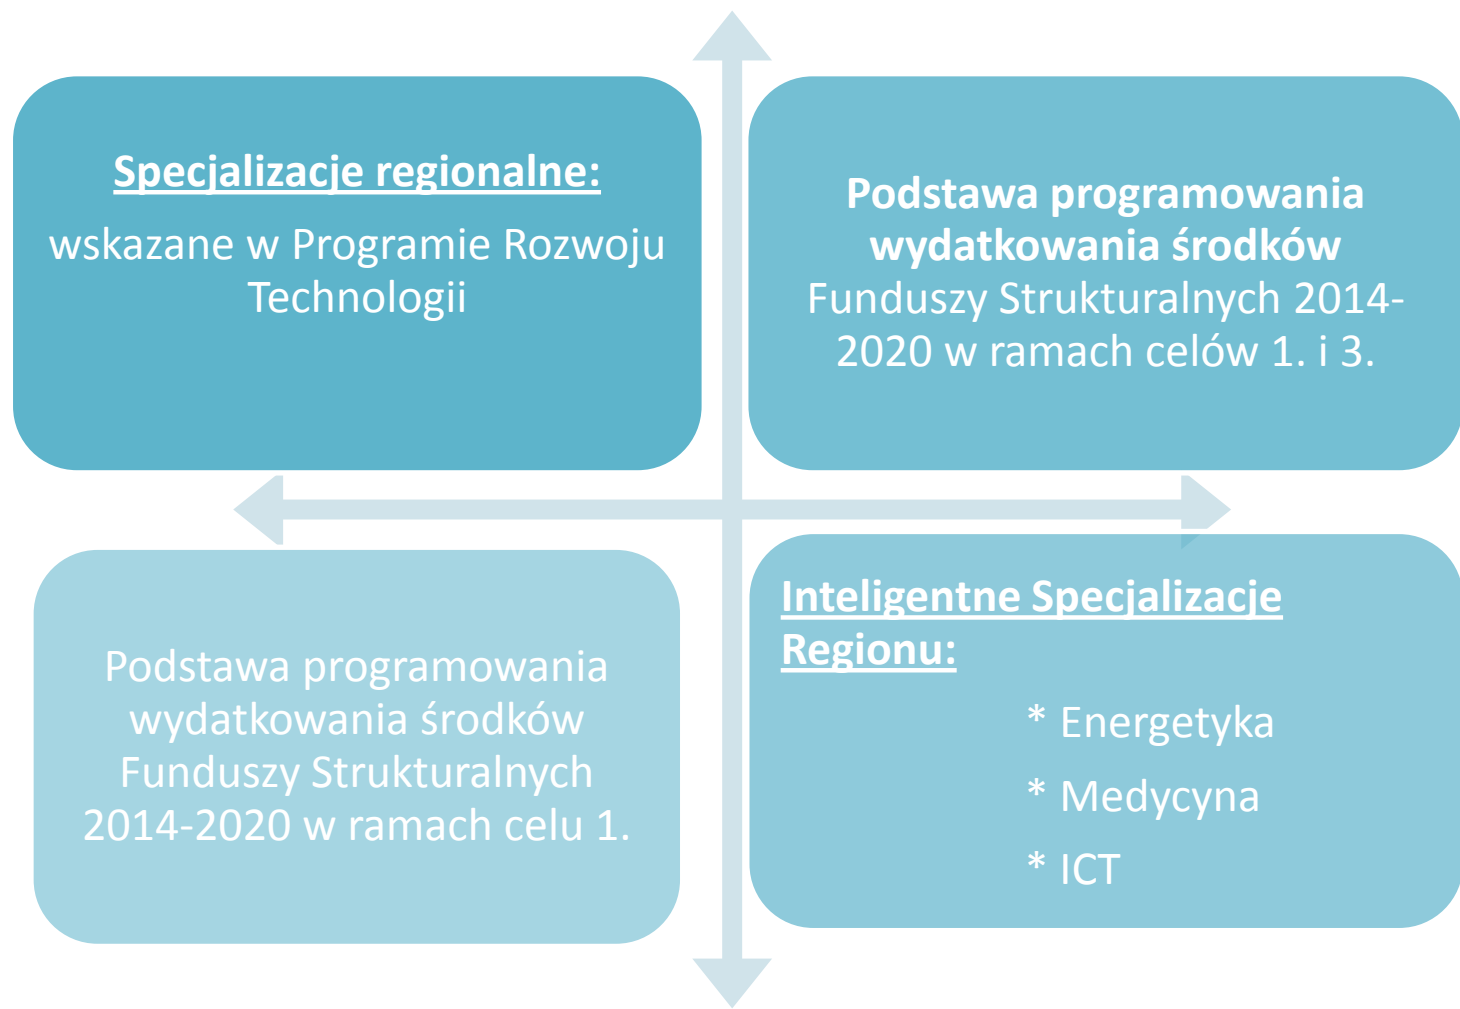 Specjalizacje regionalne:
wskazane w Programie Rozwoju
Technologii
Podstawa programowania
wydatkowania środków
Funduszy Strukturalnych 2014-
2020 w ramach celów 1. i 3.
Podstawa programowania
wydatkowania środków
Funduszy Strukturalnych
2014-2020 w ramach celu 1.
Inteligentne Specjalizacje
Regionu:
* Energetyka
* Medycyna
* ICT